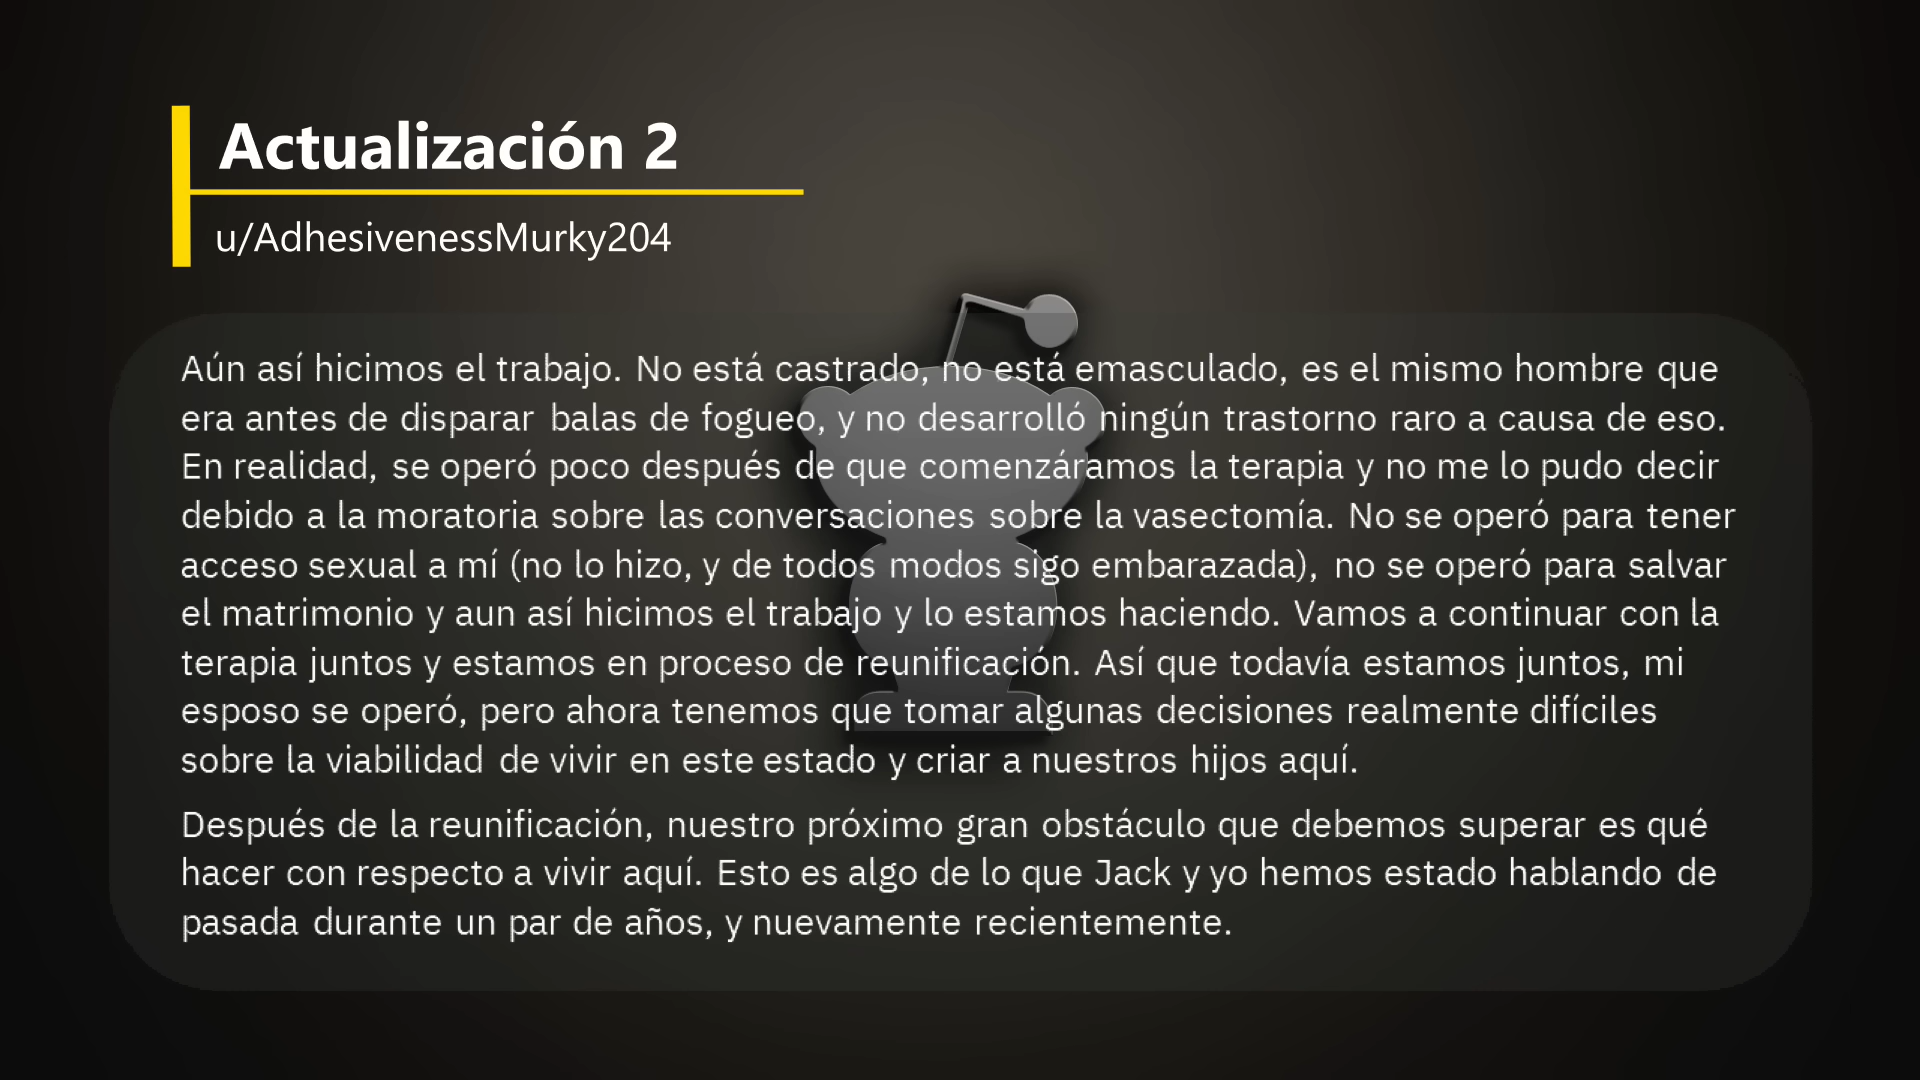 Actualización 2
u/AdhesivenessMurky204
Aún así hicimos el trabajo. No está castrado, no está emasculado, es el mismo hombre que
era antes de disparar balas de fogueo, y no desarrolló ningún trastorno raro a causa de eso.
En realidad, se operó poco después de que comenzáramos la terapia y no me lo pudo decir
debido a la moratoria sobre las conversaciones sobre la vasectomía. No se operó para tener
acceso sexual a mí (no lo hizo, y de todos modos sigo embarazada), no se operó para salvar
el matrimonio y aun así hicimos el trabajo y lo estamos haciendo. Vamos a continuar con la
terapia juntos y estamos en proceso de reunificación. Así que todavía estamos juntos, mi
esposo se operó, pero ahora tenemos que tomar algunas decisiones realmente difíciles
sobre la viabilidad de vivir en este estado y criar a nuestros hijos aquí.
Después de la reunificación, nuestro próximo gran obstáculo que debemos superar es qué
hacer con respecto a vivir aquí. Esto es algo de lo que Jack y yo hemos estado hablando de
pasada durante un par de años, y nuevamente recientemente.